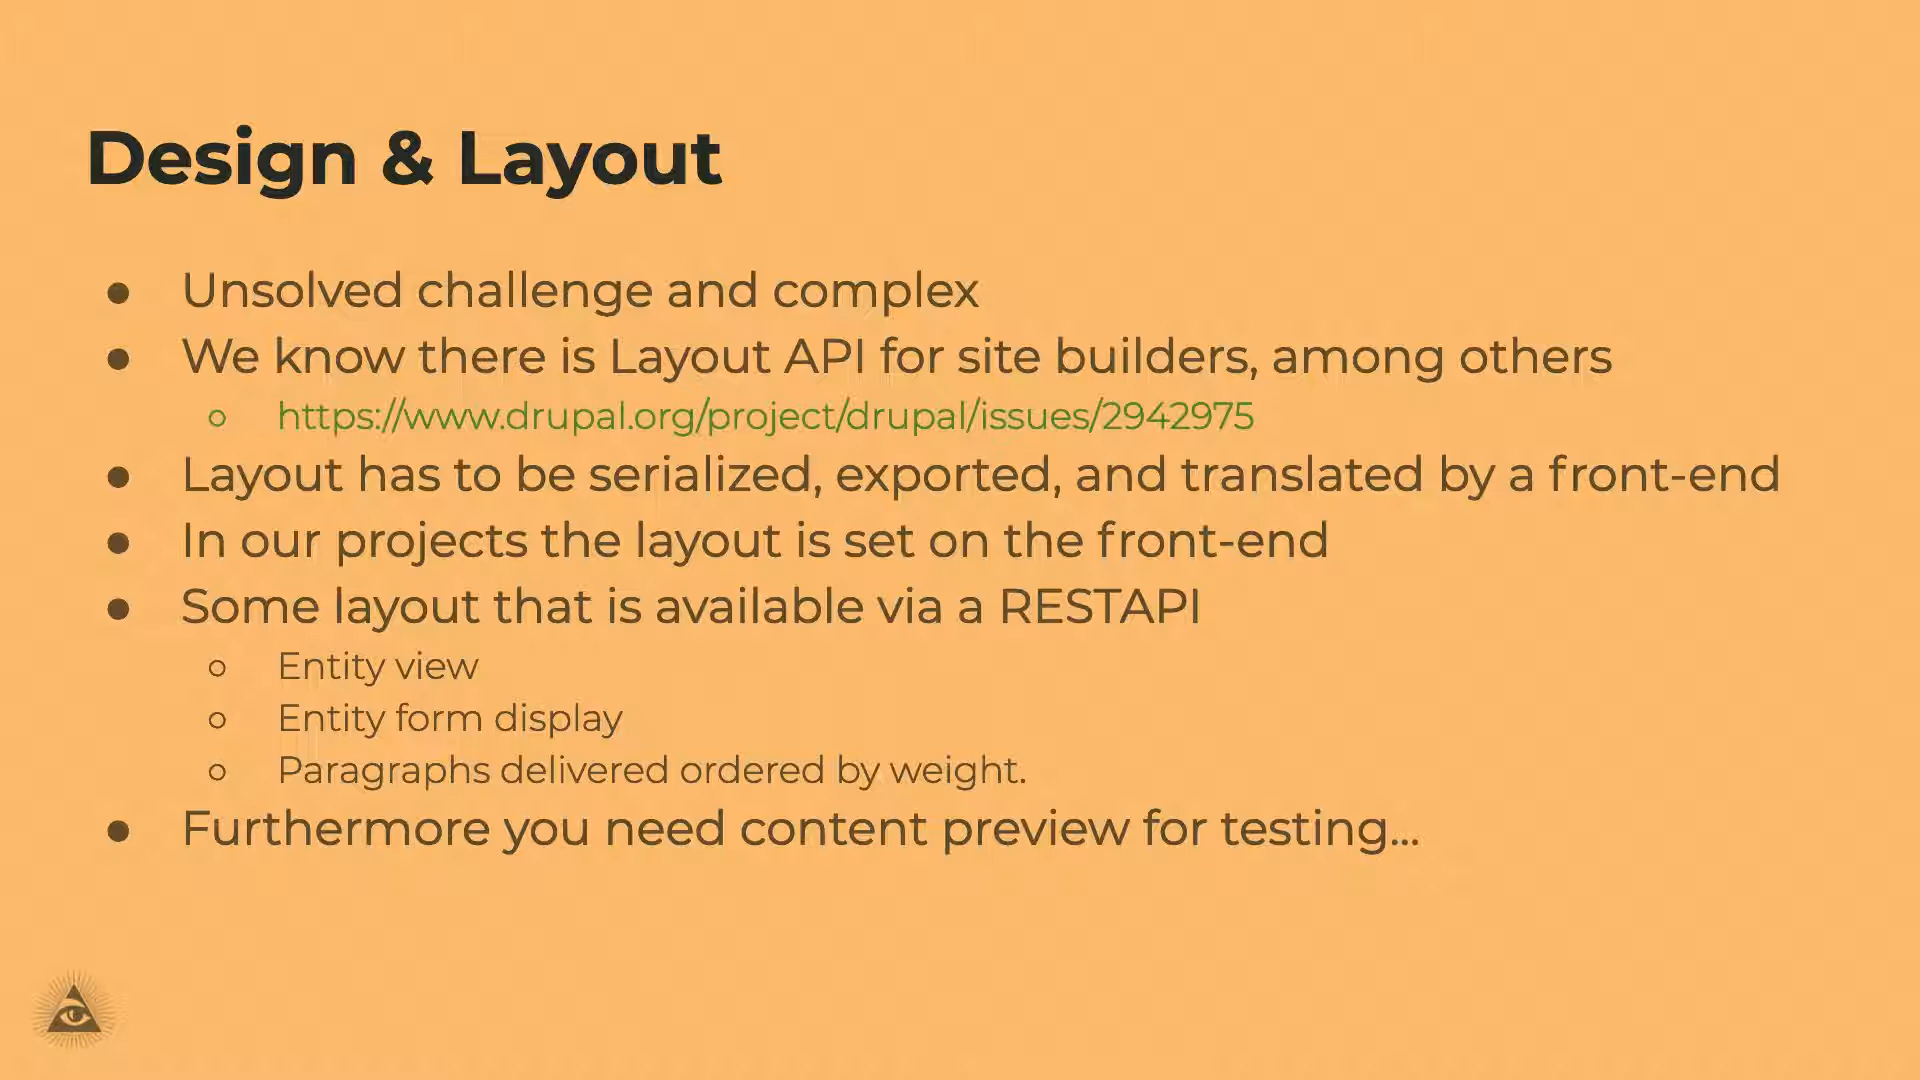 Design & Layout
● Unsolved challenge and complex
● We know there is Layout API for site builders, among others
○ https://www.drupal.org/project/drupal/issues/2942975
● Layout has to be serialized, exported, and translated by a front-end
● In our projects the layout is set on the front-end
● Some layout that is available via a RESTAPI
○ Entity view
○ Entity form display
○ Paragraphs delivered ordered by weight.
● Furthermore you need content preview for testing...